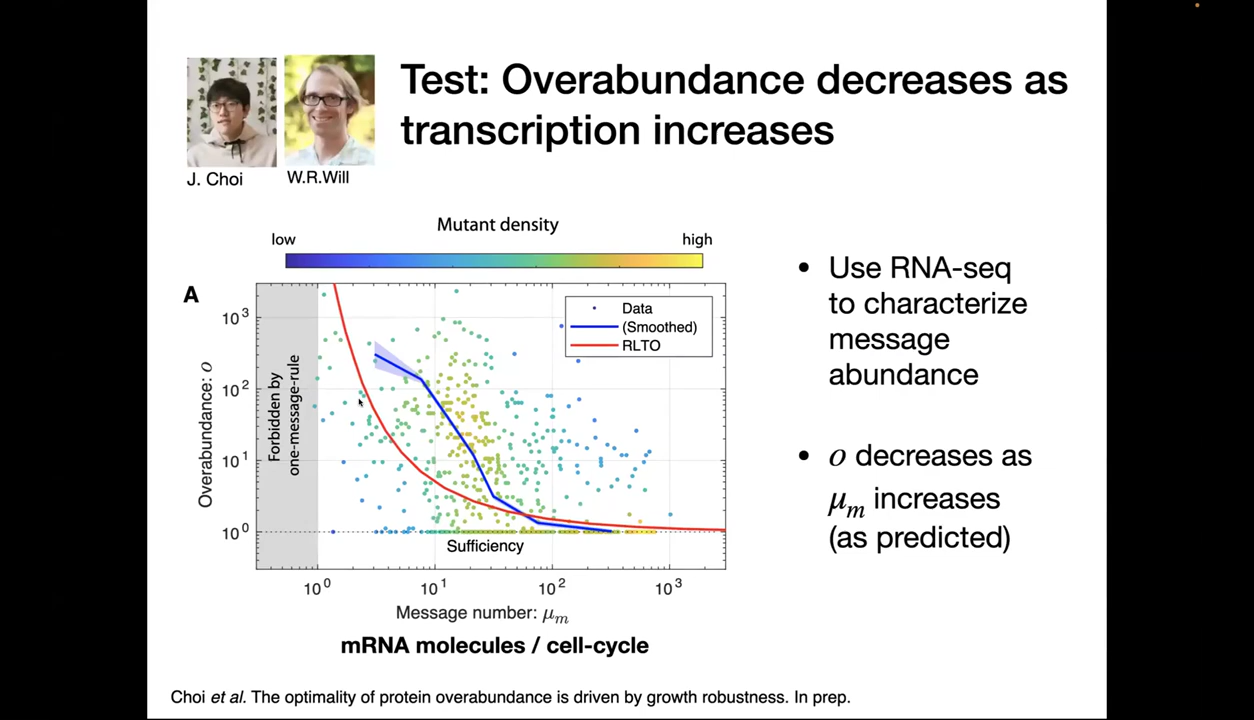 Test: Overabundance decreases as
transcription increases
J. Choi
W.R.Will
Mutant density
low
high
A
Data
(Smoothed)
RLTO
Forbidden by
one-message-rule
Overabundance: o
10³
10²
10¹
10⁰
Sufficiency
10⁰ 10¹ 10² 10³
Message number: μₘ
mRNA molecules / cell-cycle
• Use RNA-seq
to characterize
message
abundance
• o decreases as
μₘ increases
(as predicted)
Choi et al. The optimality of protein overabundance is driven by growth robustness. In prep.